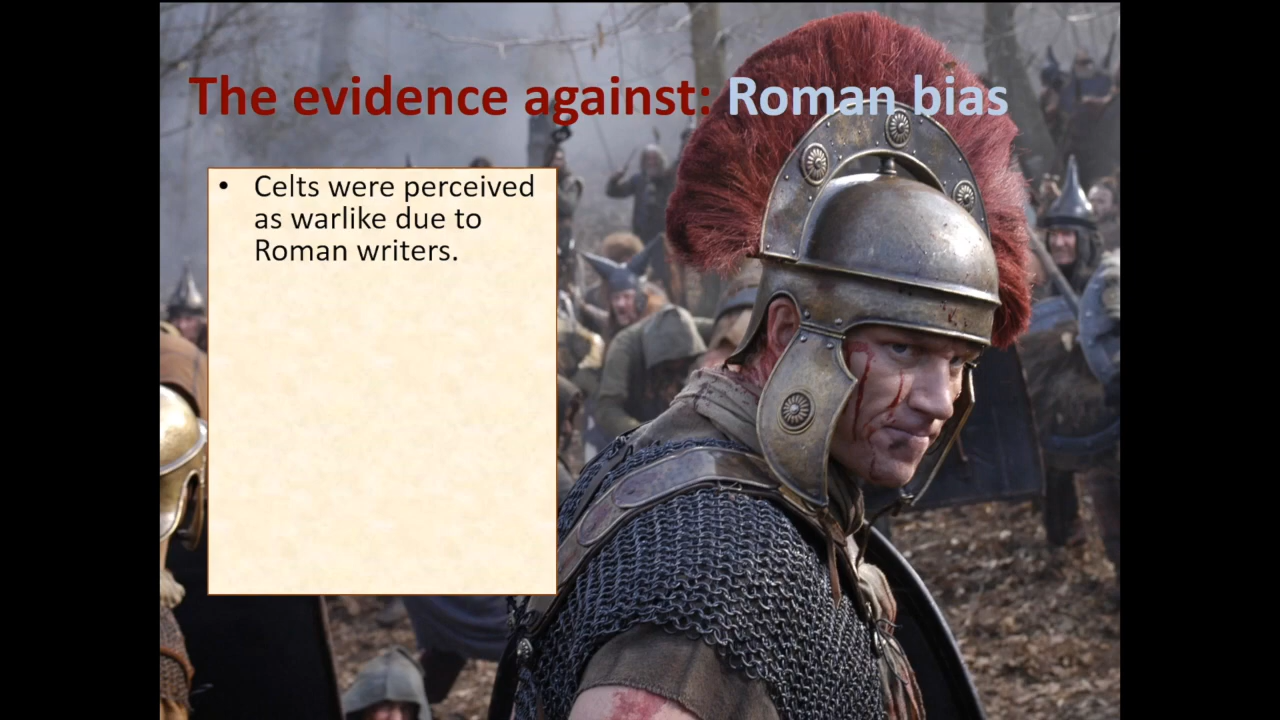 The evidence against: Roman bias
• Celts were perceived
as warlike due to
Roman writers.